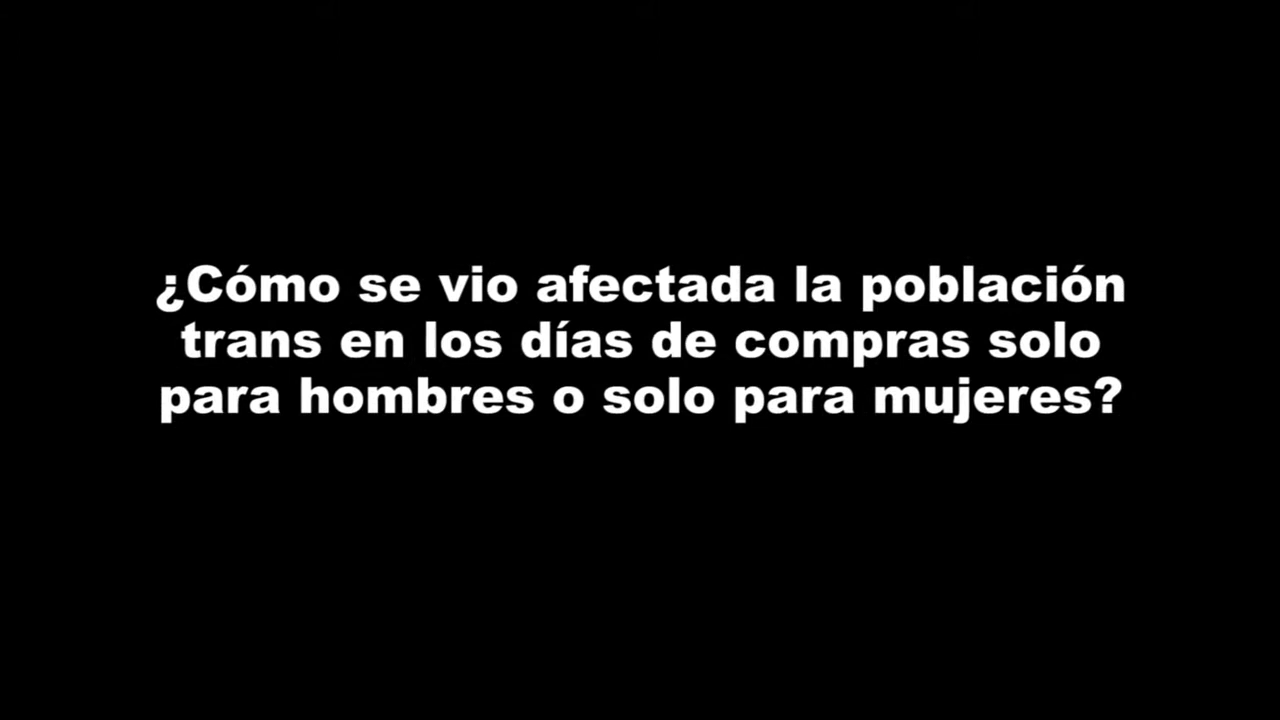 ¿Cómo se vio afectada la población
trans en los días de compras solo
para hombres o solo para mujeres?